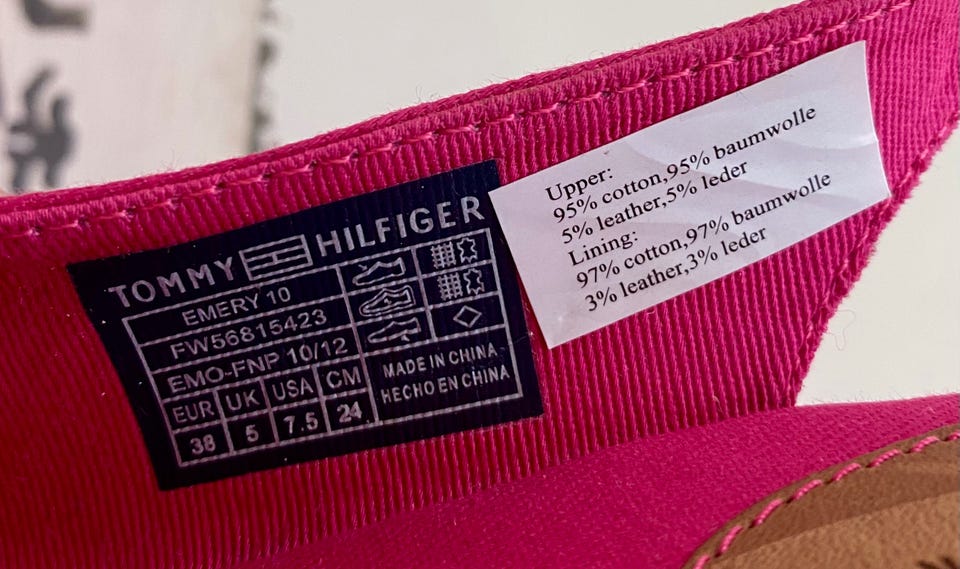 TOMMY HILFIGER
EMERY 10
FW56815423
EMO-FNP 10/12
EUR UK USA CM
38 5 7.5 24
MADE IN CHINA
HECHO EN CHINA
Upper:
95% cotton,95% baumwolle
5% leather,5% leder
Lining:
97% cotton,97% baumwolle
3% leather,3% leder